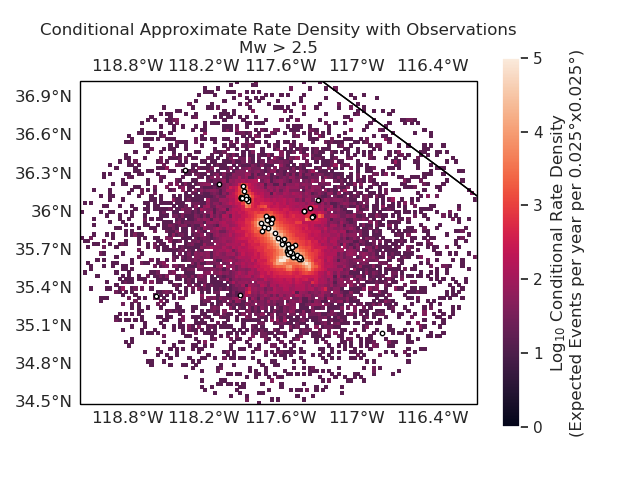 Conditional Approximate Rate Density with Observations
Mw > 2.5
118.8°W 118.2°W 117.6°W 117°W 116.4°W
36.9°N
36.6°N
36.3°N
36°N
35.7°N
35.4°N
35.1°N
34.8°N
34.5°N
118.8°W 118.2°W 117.6°W 117°W 116.4°W
5
4
3
2
1
0
Log₁₀ Conditional Rate Density
(Expected Events per year per 0.025°x0.025°)